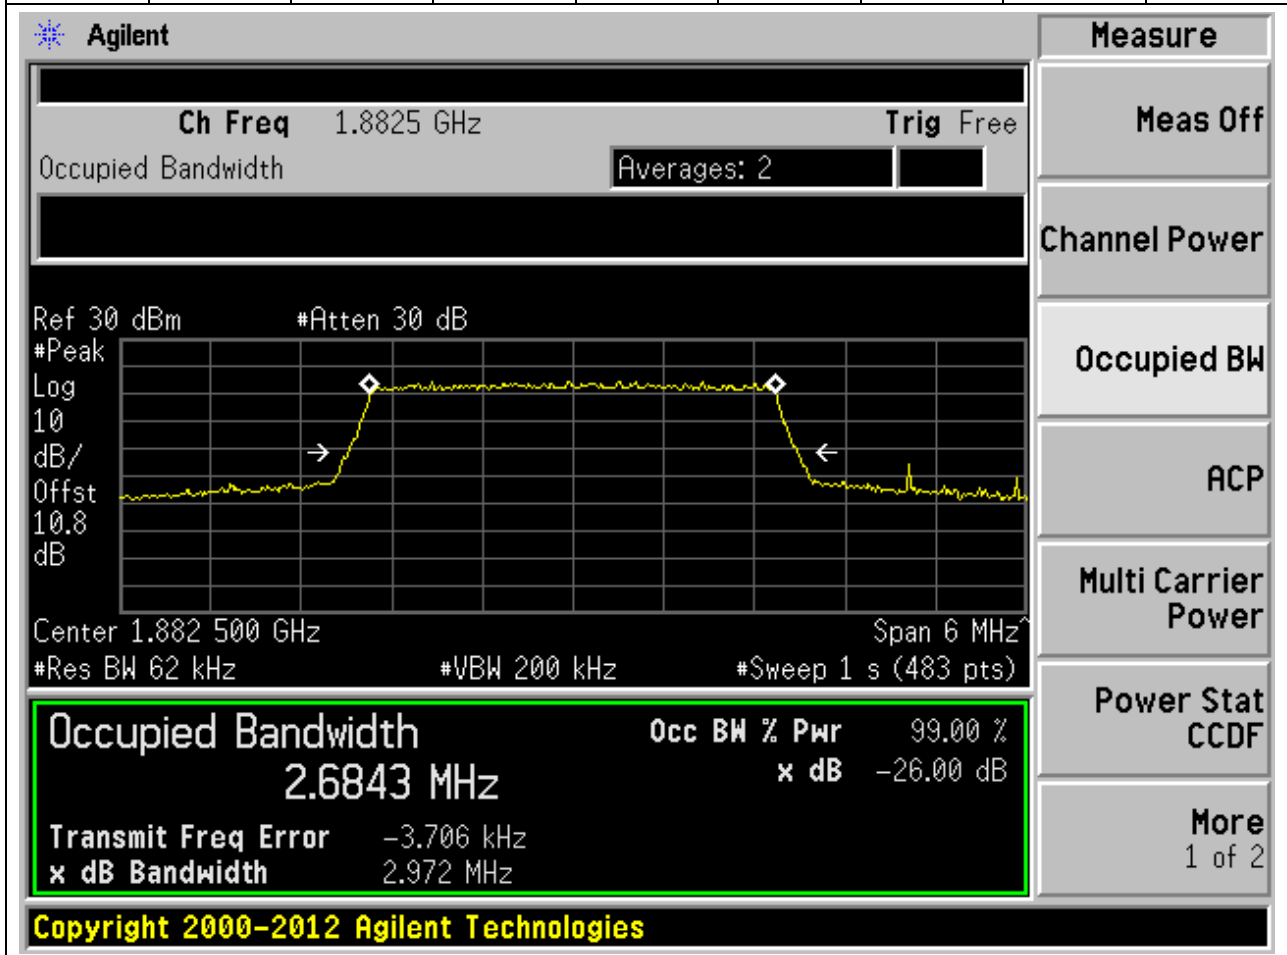 Agilent
Measure
Ch Freq 1.8825 GHz Trig Free
Meas Off
Occupied Bandwidth Averages: 2
Channel Power
Ref 30 dBm #Atten 30 dB
#Peak
Log
10
dB/
Offst
10.8
dB
Occupied BW
ACP
Center 1.882 500 GHz Span 6 MHz^
#Res BW 62 kHz #VBW 200 kHz #Sweep 1 s (483 pts)
Multi Carrier
Power
Occupied Bandwidth Occ BW % Pwr 99.00 %
2.6843 MHz x dB -26.00 dB
Transmit Freq Error -3.706 kHz
x dB Bandwidth 2.972 MHz
Power Stat
CCDF
More
1 of 2
Copyright 2000-2012 Agilent Technologies